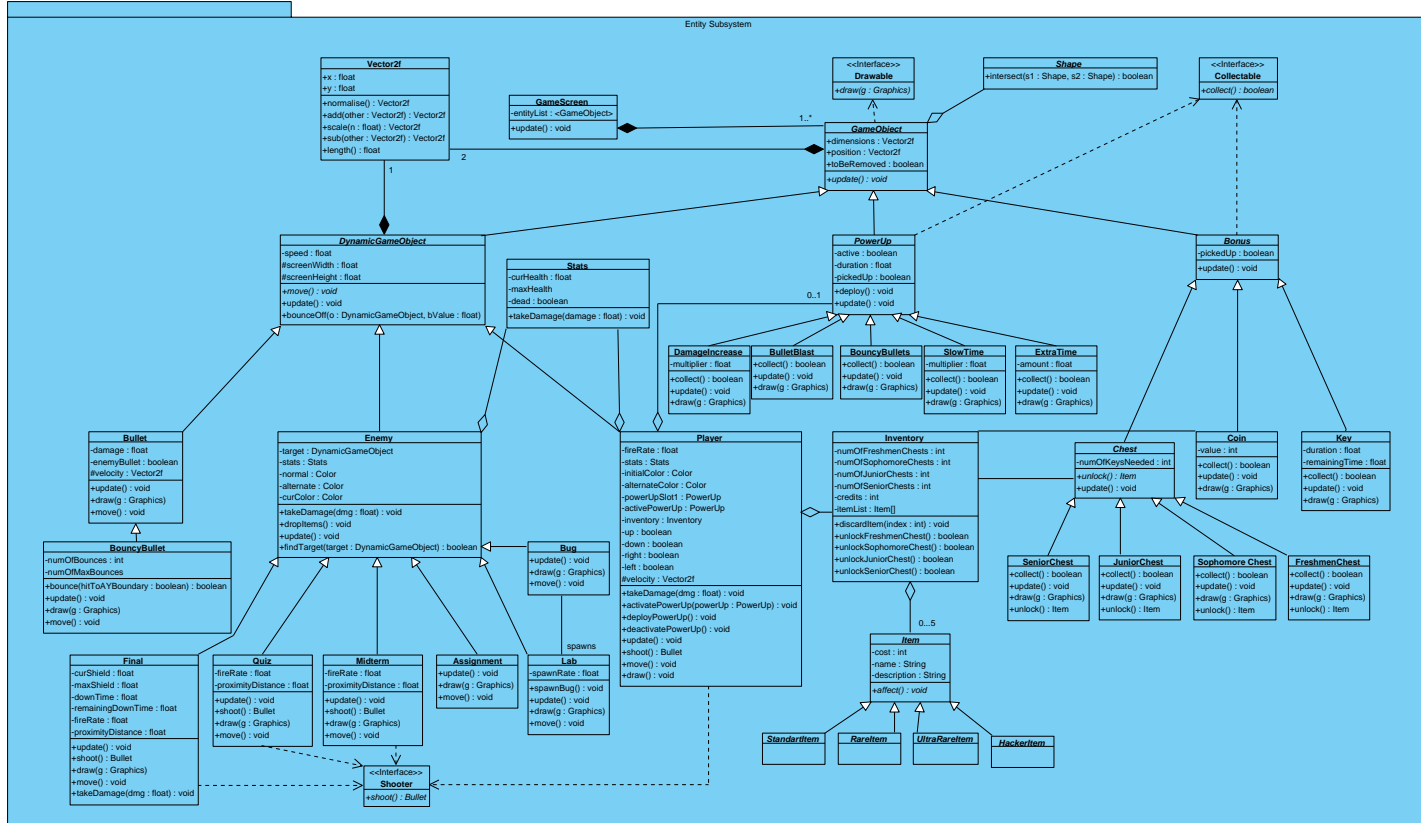 Entity Subsystem
Vector2f
+x : float
+y : float
+normalise() : Vector2f
+add(other : Vector2f) : Vector2f
+scale(n : float) : Vector2f
+sub(other : Vector2f) : Vector2f
+length() : float
GameScreen
-entityList : <GameObject>
+update() : void
<<Interface>>
Drawable
+draw(g : Graphics)
Shape
+intersect(s1 : Shape, s2 : Shape) : boolean
<<Interface>>
Collectable
+collect() : boolean
1..*
2
1
GameObject
+dimensions : Vector2f
+position : Vector2f
+toBeRemoved : boolean
+update() : void
DynamicGameObject
-speed : float
#screenWidth : float
#screenHeight : float
+move() : void
+update() : void
+bounceOff(o : DynamicGameObject, bValue : float)
Stats
-curHealth : float
-maxHealth
-dead : boolean
+takeDamage(damage : float) : void
0..1
PowerUp
-active : boolean
-duration : float
-pickedUp : boolean
+deploy() : void
+update() : void
Bonus
-pickedUp : boolean
+update() : void
DamageIncrease
-multiplier : float
+collect() : boolean
+update() : void
+draw(g : Graphics)
BulletBlast
+collect() : boolean
+update() : void
+draw(g : Graphics)
BouncyBullets
+collect() : boolean
+update() : void
+draw(g : Graphics)
SlowTime
-multiplier : float
+collect() : boolean
+update() : void
+draw(g : Graphics)
ExtraTime
-amount : float
+collect() : boolean
+update() : void
+draw(g : Graphics)
Bullet
-damage : float
-enemyBullet : boolean
#velocity : Vector2f
+update() : void
+draw(g : Graphics)
+move() : void
Enemy
-target : DynamicGameObject
-stats : Stats
-normal : Color
-alternate : Color
-curColor : Color
+takeDamage(dmg : float) : void
+dropItems() : void
+update() : void
+findTarget(target : DynamicGameObject) : boolean
Player
-fireRate : float
-stats : Stats
-initialColor : Color
-alternateColor : Color
-powerUpSlot1 : PowerUp
-activePowerUp : PowerUp
-inventory : Inventory
-up : boolean
-down : boolean
-right : boolean
-left : boolean
#velocity : Vector2f
+takeDamage(dmg : float) : void
+activatePowerUp(powerUp : PowerUp) : void
+deployPowerUp() : void
+deactivatePowerUp() : void
+update() : void
+shoot() : Bullet
+move() : void
+draw() : void
Inventory
-numOfFreshmenChests : int
-numOfSophomoreChests : int
-numOfJuniorChests : int
-numOfSeniorChests : int
-credits : int
-itemList : Item[]
+discardItem(index : int) : void
+unlockFreshmenChest() : boolean
+unlockSophomoreChest() : boolean
+unlockJuniorChest() : boolean
+unlockSeniorChest() : boolean
Chest
-numOfKeysNeeded : int
+unlock() : Item
+update() : void
Coin
-value : int
+collect() : boolean
+update() : void
+draw(g : Graphics)
Key
-duration : float
-remainingTime : float
+collect() : boolean
+update() : void
+draw(g : Graphics)
BouncyBullet
-numOfBounces : int
-numOfMaxBounces
+bounce(hitToAYBoundary : boolean) : boolean
+update() : void
+draw(g : Graphics)
+move() : void
Bug
+update() : void
+draw(g : Graphics)
+move() : void
spawns
SeniorChest
+collect() : boolean
+update() : void
+draw(g : Graphics)
+unlock() : Item
JuniorChest
+collect() : boolean
+update() : void
+draw(g : Graphics)
+unlock() : Item
Sophomore Chest
+collect() : boolean
+update() : void
+draw(g : Graphics)
+unlock() : Item
FreshmenChest
+collect() : boolean
+update() : void
+draw(g : Graphics)
+unlock() : Item
Final
-curShield : float
-maxShield : float
-downTime : float
-remainingDownTime : float
-fireRate : float
-proximityDistance : float
+update() : void
+shoot() : Bullet
+draw(g : Graphics)
+move() : void
+takeDamage(dmg : float) : void
Quiz
-fireRate : float
-proximityDistance : float
+update() : void
+shoot() : Bullet
+draw(g : Graphics)
+move() : void
Midterm
-fireRate : float
-proximityDistance : float
+update() : void
+shoot() : Bullet
+draw(g : Graphics)
+move() : void
Assignment
+update() : void
+draw(g : Graphics)
+move() : void
Lab
-spawnRate : float
+spawnBug() : void
+update() : void
+draw(g : Graphics)
+move() : void
0...5
Item
-cost : int
-name : String
-description : String
+affect() : void
StandartItem
RareItem
UltraRareItem
HackerItem
<<Interface>>
Shooter
+shoot() : Bullet